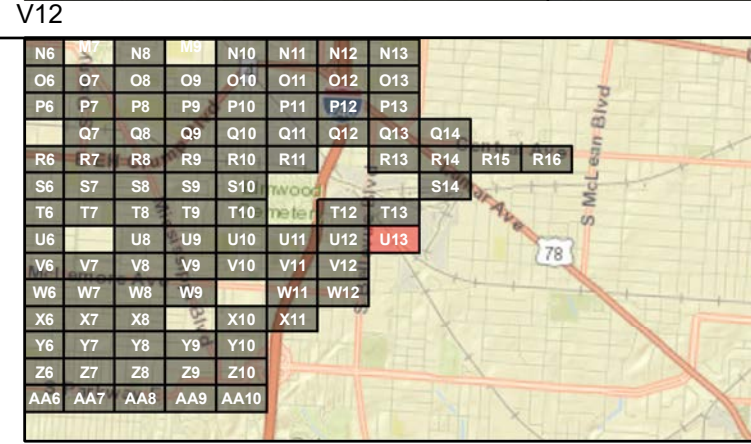 V12
N6 M7 N8 M9 N10 N11 N12 N13
O6 O7 O8 O9 O10 O11 O12 O13
P6 P7 P8 P9 P10 P11 P12 P13
Q7 Q8 Q9 Q10 Q11 Q12 Q13 Q14
Central Ave
R6 R7 R8 R9 R10 R11 R13 R14 R15 R16
S6 S7 S8 S9 S10 S14
Lamar Ave
S McLean Blvd
T6 T7 T8 T9 T10 T12 T13
U6 U8 U9 U10 U11 U12 U13
78
V6 V7 V8 V9 V10 V11 V12
W6 W7 W8 W9 W11 W12
X6 X7 X8 X10 X11
Y6 Y7 Y8 Y9 Y10
Z6 Z7 Z8 Z9 Z10
S Parkway E
AA6 AA7 AA8 AA9 AA10